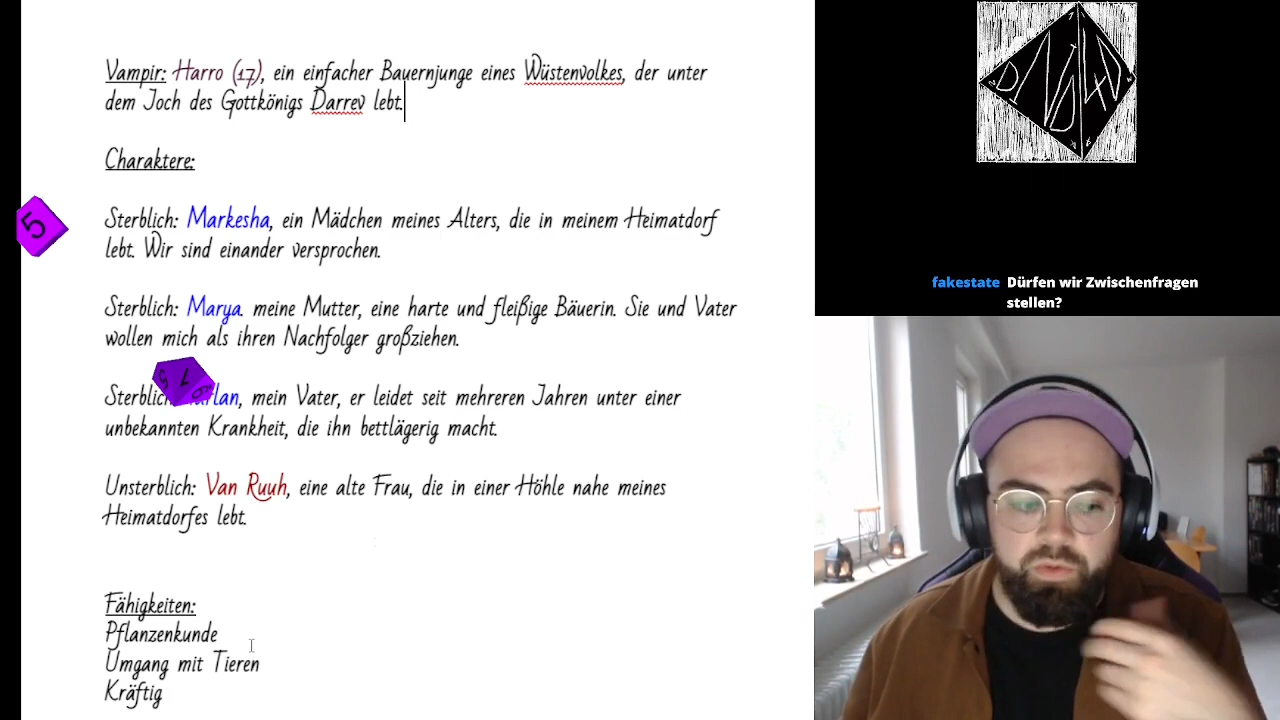 Vampir: Harro (17), ein einfacher Bauernjunge eines Wüstenvolkes, der unter
dem Joch des Gottkönigs Darrev lebt.
Charaktere:
Sterblich: Markesha, ein Mädchen meines Alters, die in meinem Heimatdorf
lebt. Wir sind einander versprochen.
5
Sterblich: Marya. meine Mutter, eine harte und fleißige Bäuerin. Sie und Vater
wollen mich als ihren Nachfolger großziehen.
Sterblich mein Vater, er leidet seit mehreren Jahren unter einer
unbekannten Krankheit, die ihn bettlägerig macht.
Unsterblich: Van Ruuh, eine alte Frau, die in einer Höhle nahe meines
Heimatdorfes lebt.
Fähigkeiten:
Pflanzenkunde
Umgang mit Tieren
Kräftig
fakestate Dürfen wir Zwischenfragen
stellen?